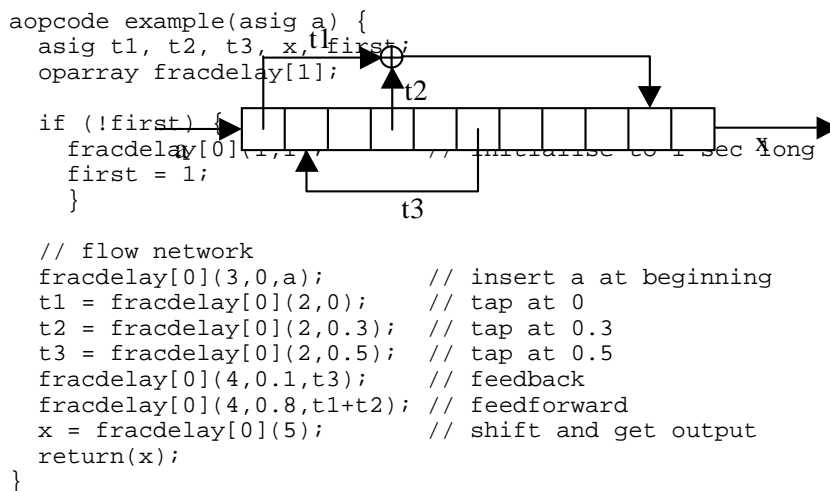 aopcode example(asig a) {
asig t1, t2, t3, x, first;
t1
oparray fracdelay[1];
t2
if (!first) {
fracdelay[0](1,1); // initialise to 1 sec long
a
x
first = 1;
}
t3
// flow network
fracdelay[0](3,0,a); // insert a at beginning
t1 = fracdelay[0](2,0); // tap at 0
t2 = fracdelay[0](2,0.3); // tap at 0.3
t3 = fracdelay[0](2,0.5); // tap at 0.5
fracdelay[0](4,0.1,t3); // feedback
fracdelay[0](4,0.8,t1+t2); // feedforward
x = fracdelay[0](5); // shift and get output
return(x);
}